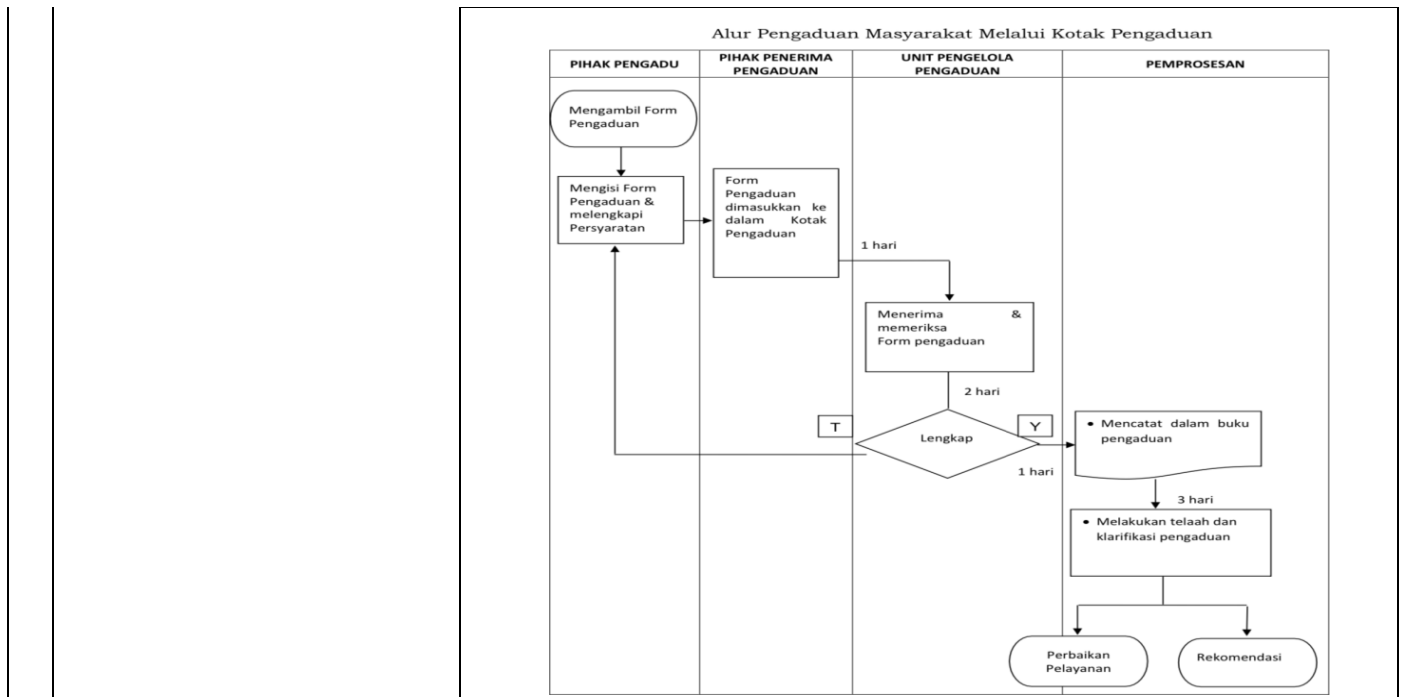 Alur Pengaduan Masyarakat Melalui Kotak Pengaduan
PIHAK PENGADU
PIHAK PENERIMA
PENGADUAN
UNIT PENGELOLA
PENGADUAN
PEMPROSESAN
Mengambil Form
Pengaduan
Mengisi Form
Pengaduan &
melengkapi
Persyaratan
Form
Pengaduan
dimasukkan ke
dalam Kotak
Pengaduan
1 hari
Menerima &
memeriksa
Form pengaduan
2 hari
T
Lengkap
Y
1 hari
• Mencatat dalam buku
pengaduan
3 hari
• Melakukan telaah dan
klarifikasi pengaduan
Perbaikan
Pelayanan
Rekomendasi